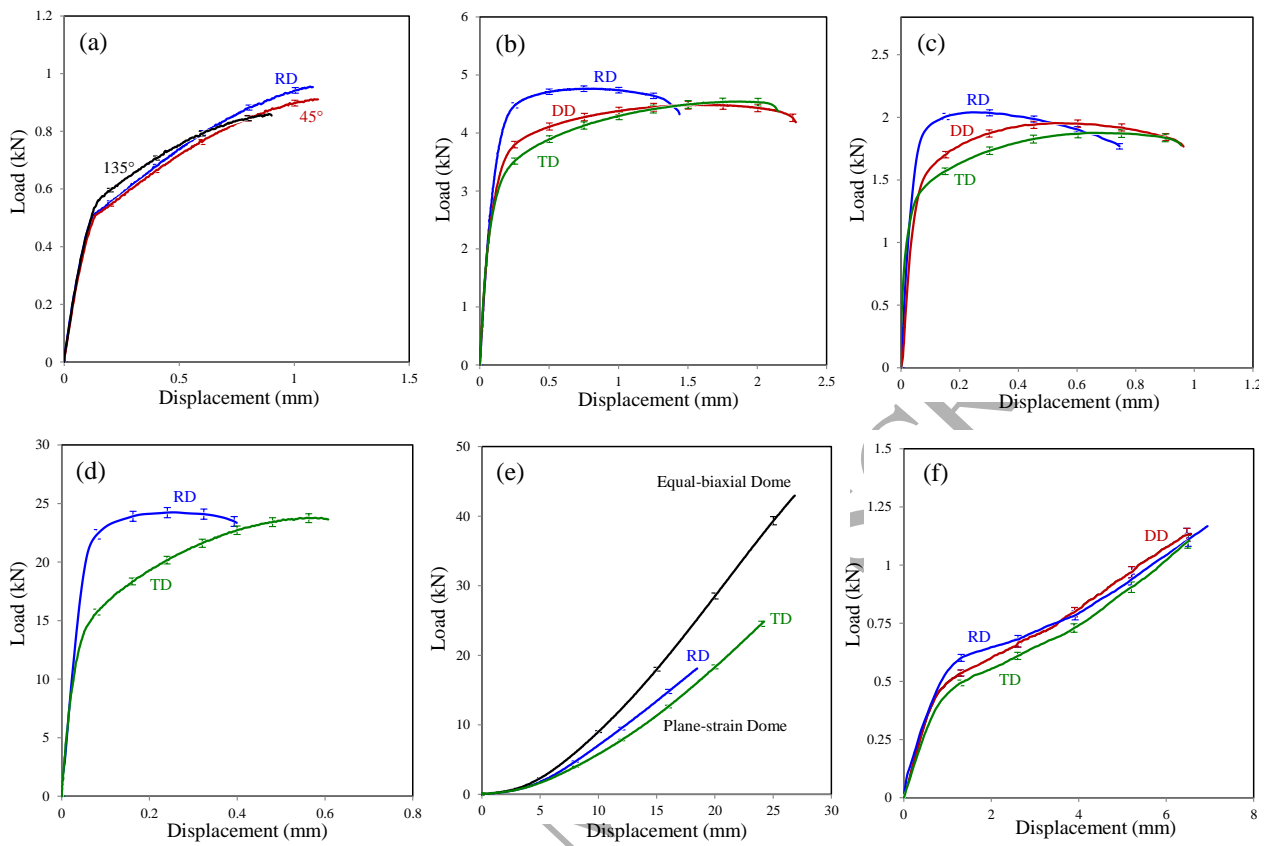 (a)
1.2
1
0.8
0.6
0.4
0.2
0
Load (kN)
RD
45°
135°
0
0.5
1
1.5
Displacement (mm)
(b)
6
5
4
3
2
1
0
Load (kN)
RD
DD
TD
0
0.5
1
1.5
2
2.5
Displacement (mm)
(c)
2.5
2
1.5
1
0.5
0
Load (kN)
RD
DD
TD
0
0.2
0.4
0.6
0.8
1
1.2
Displacement (mm)
(d)
30
25
20
15
10
5
0
Load (kN)
RD
TD
0
0.2
0.4
0.6
0.8
Displacement (mm)
(e)
50
40
30
20
10
0
Load (kN)
Equal-biaxial Dome
TD
RD
Plane-strain Dome
0
5
10
15
20
25
30
Displacement (mm)
(f)
1.5
1.25
1
0.75
0.5
0.25
0
Load (kN)
DD
RD
TD
0
2
4
6
8
Displacement (mm)